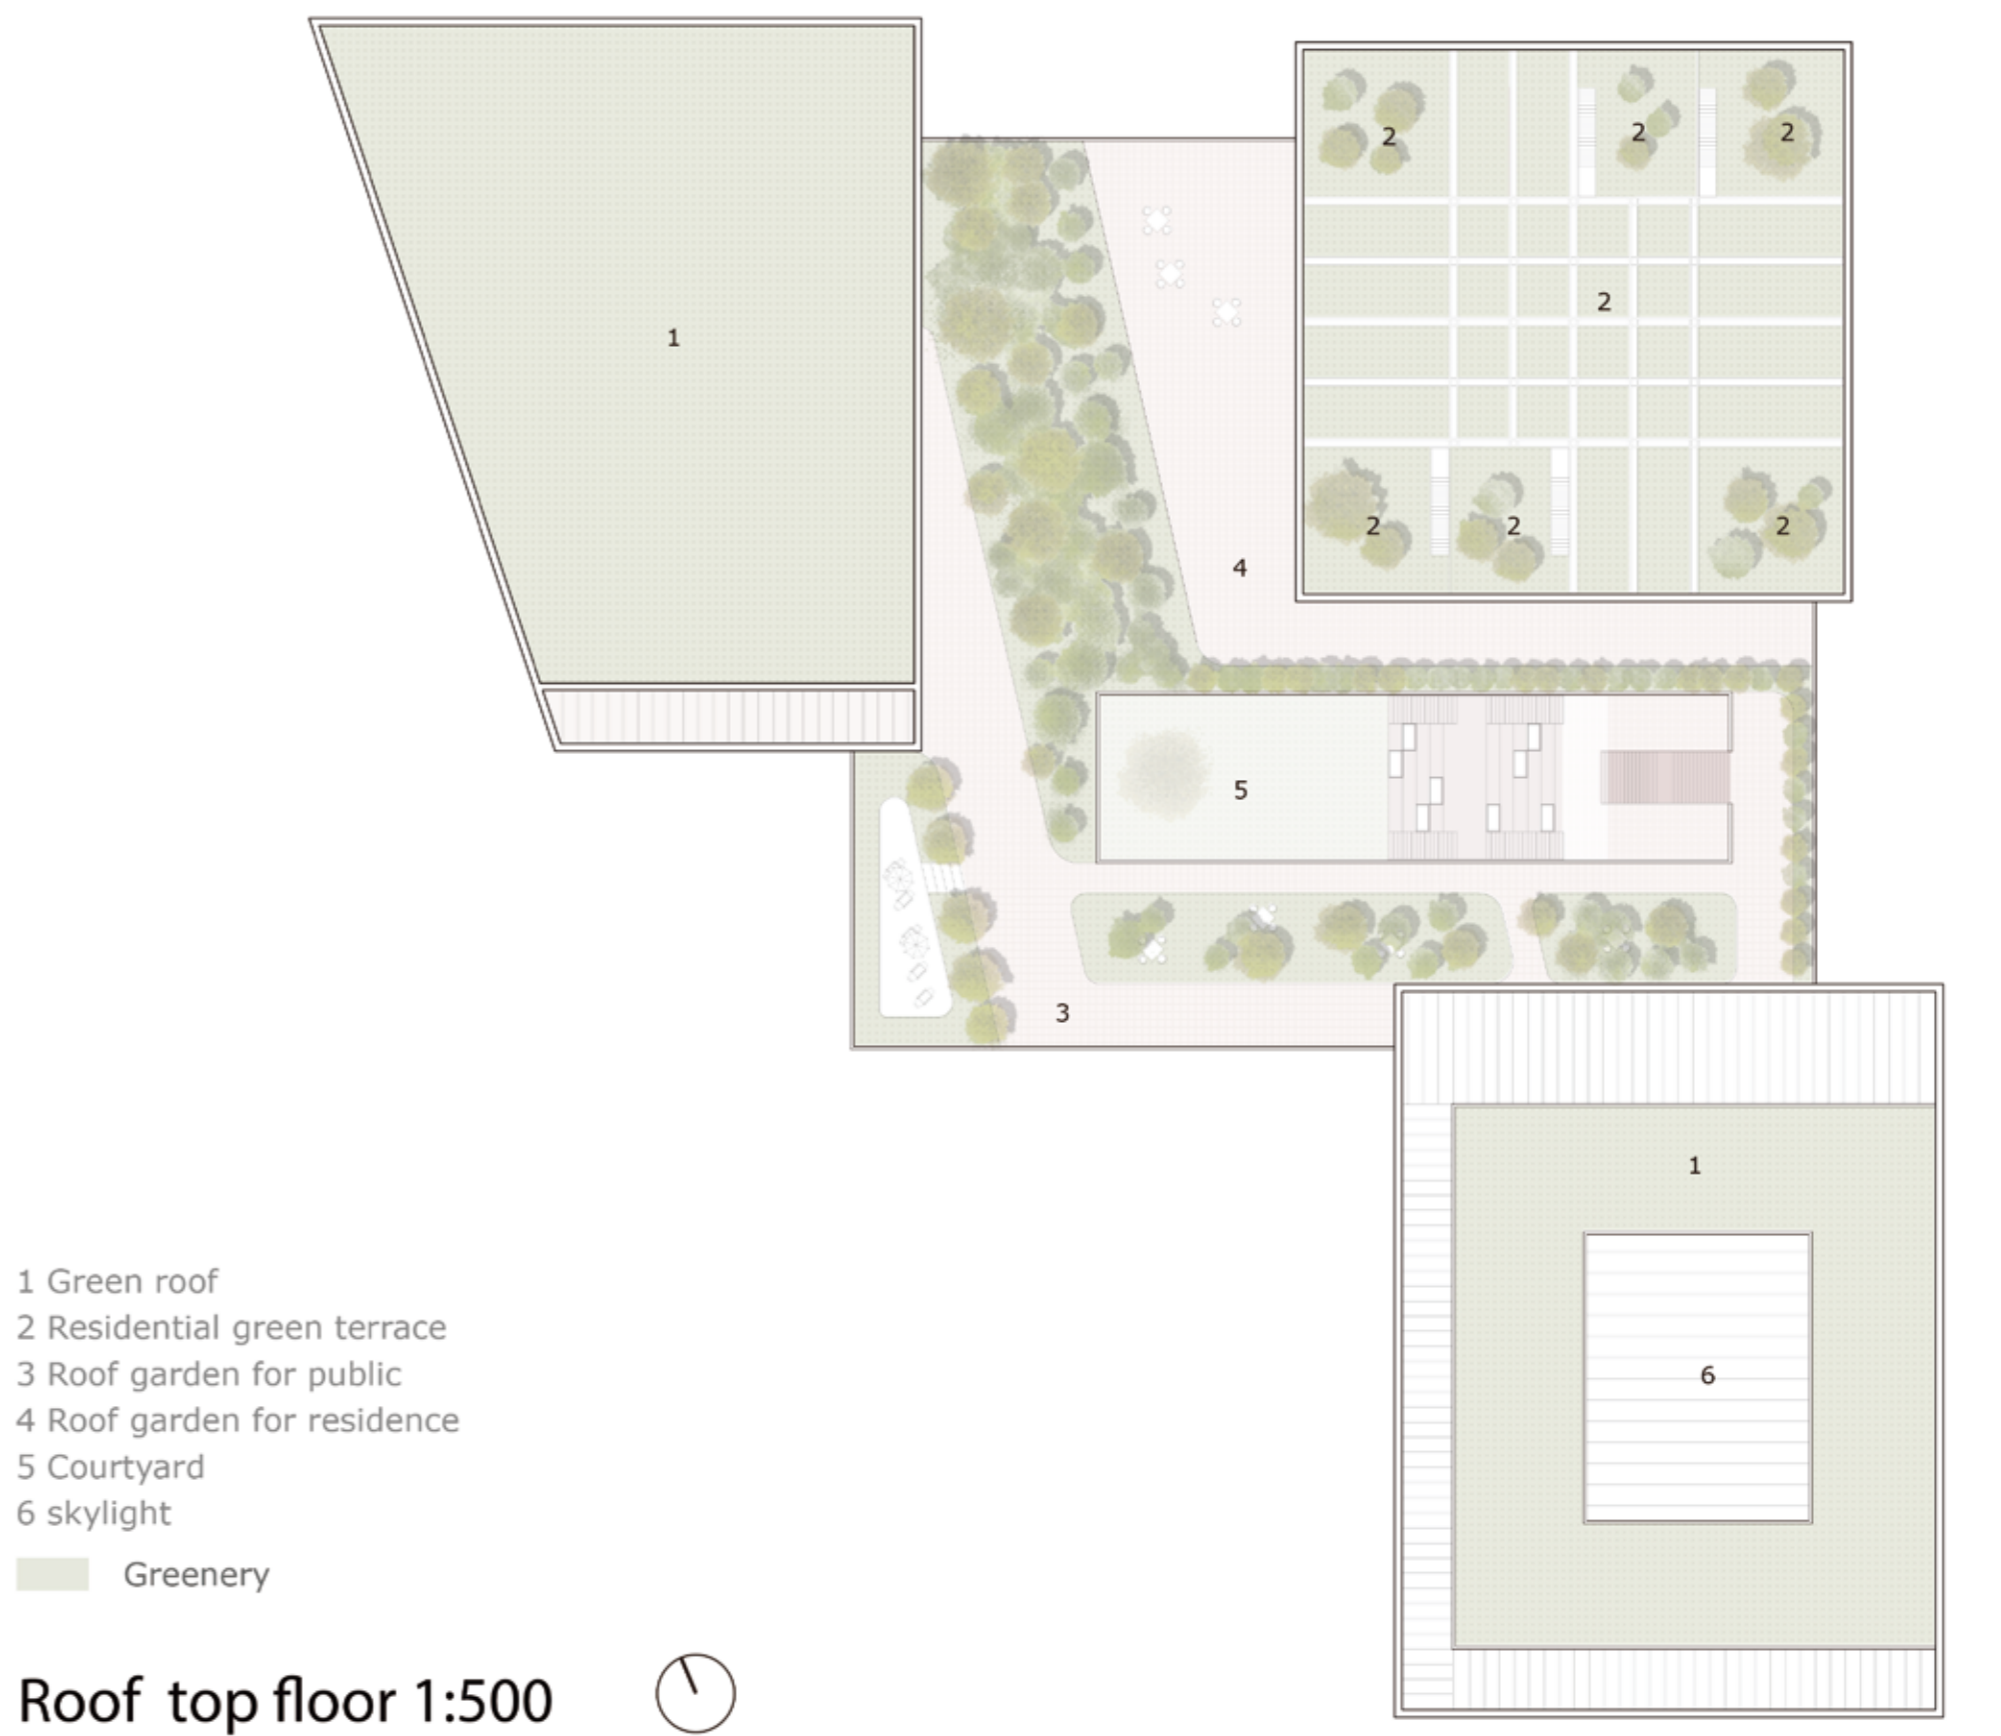 2
2
2
2
1
2
2
2
4
5
3
1
6
1 Green roof
2 Residential green terrace
3 Roof garden for public
4 Roof garden for residence
5 Courtyard
6 skylight
Greenery
Roof top floor 1:500